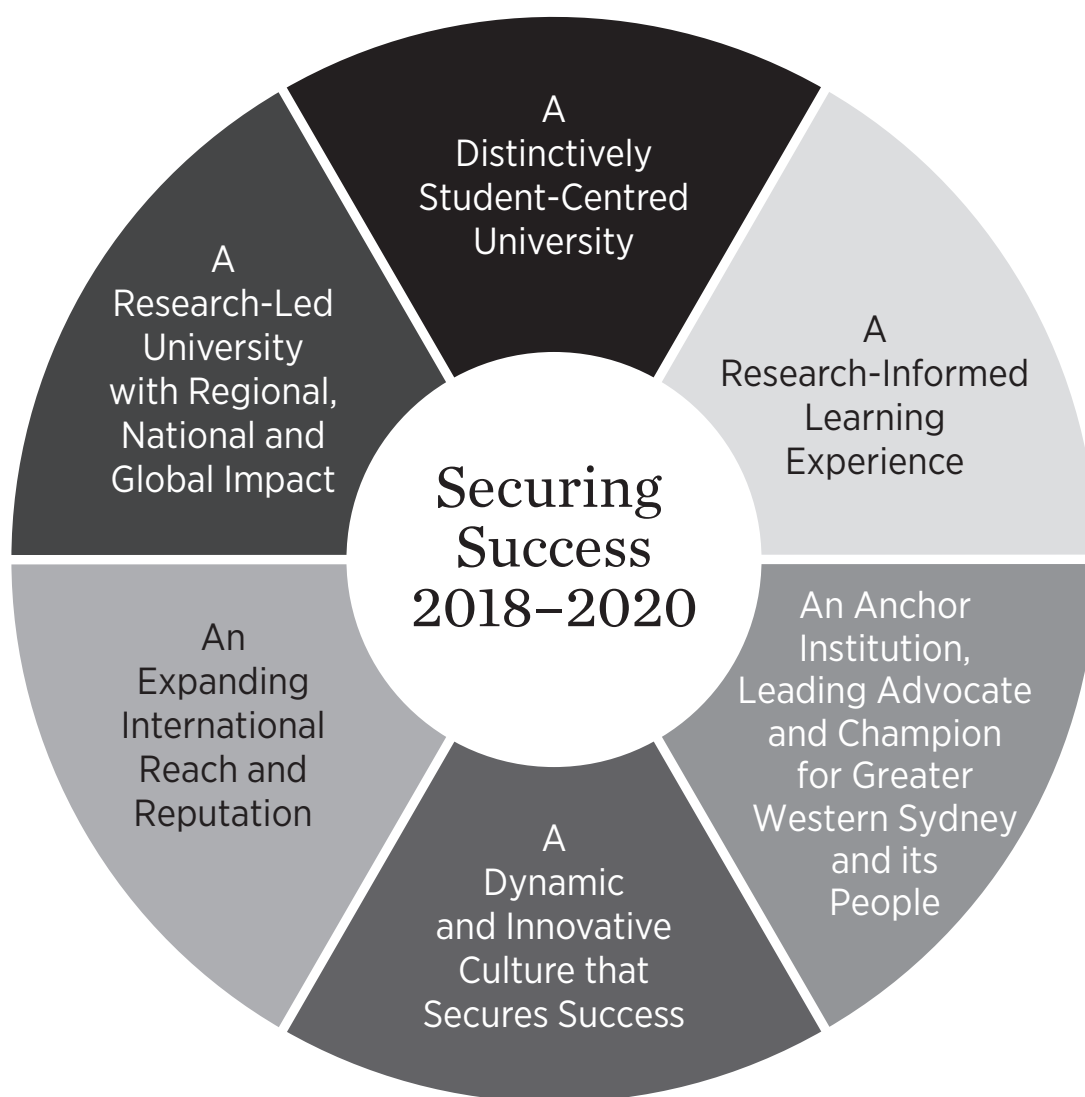 A
Distinctively
Student-Centred
University
A
Research-Informed
Learning
Experience
An Anchor
Institution,
Leading Advocate
and Champion
for Greater
Western Sydney
and its
People
A
Dynamic
and Innovative
Culture that
Secures Success
An
Expanding
International
Reach and
Reputation
A
Research-Led
University
with Regional,
National and
Global Impact
Securing
Success
2018–2020